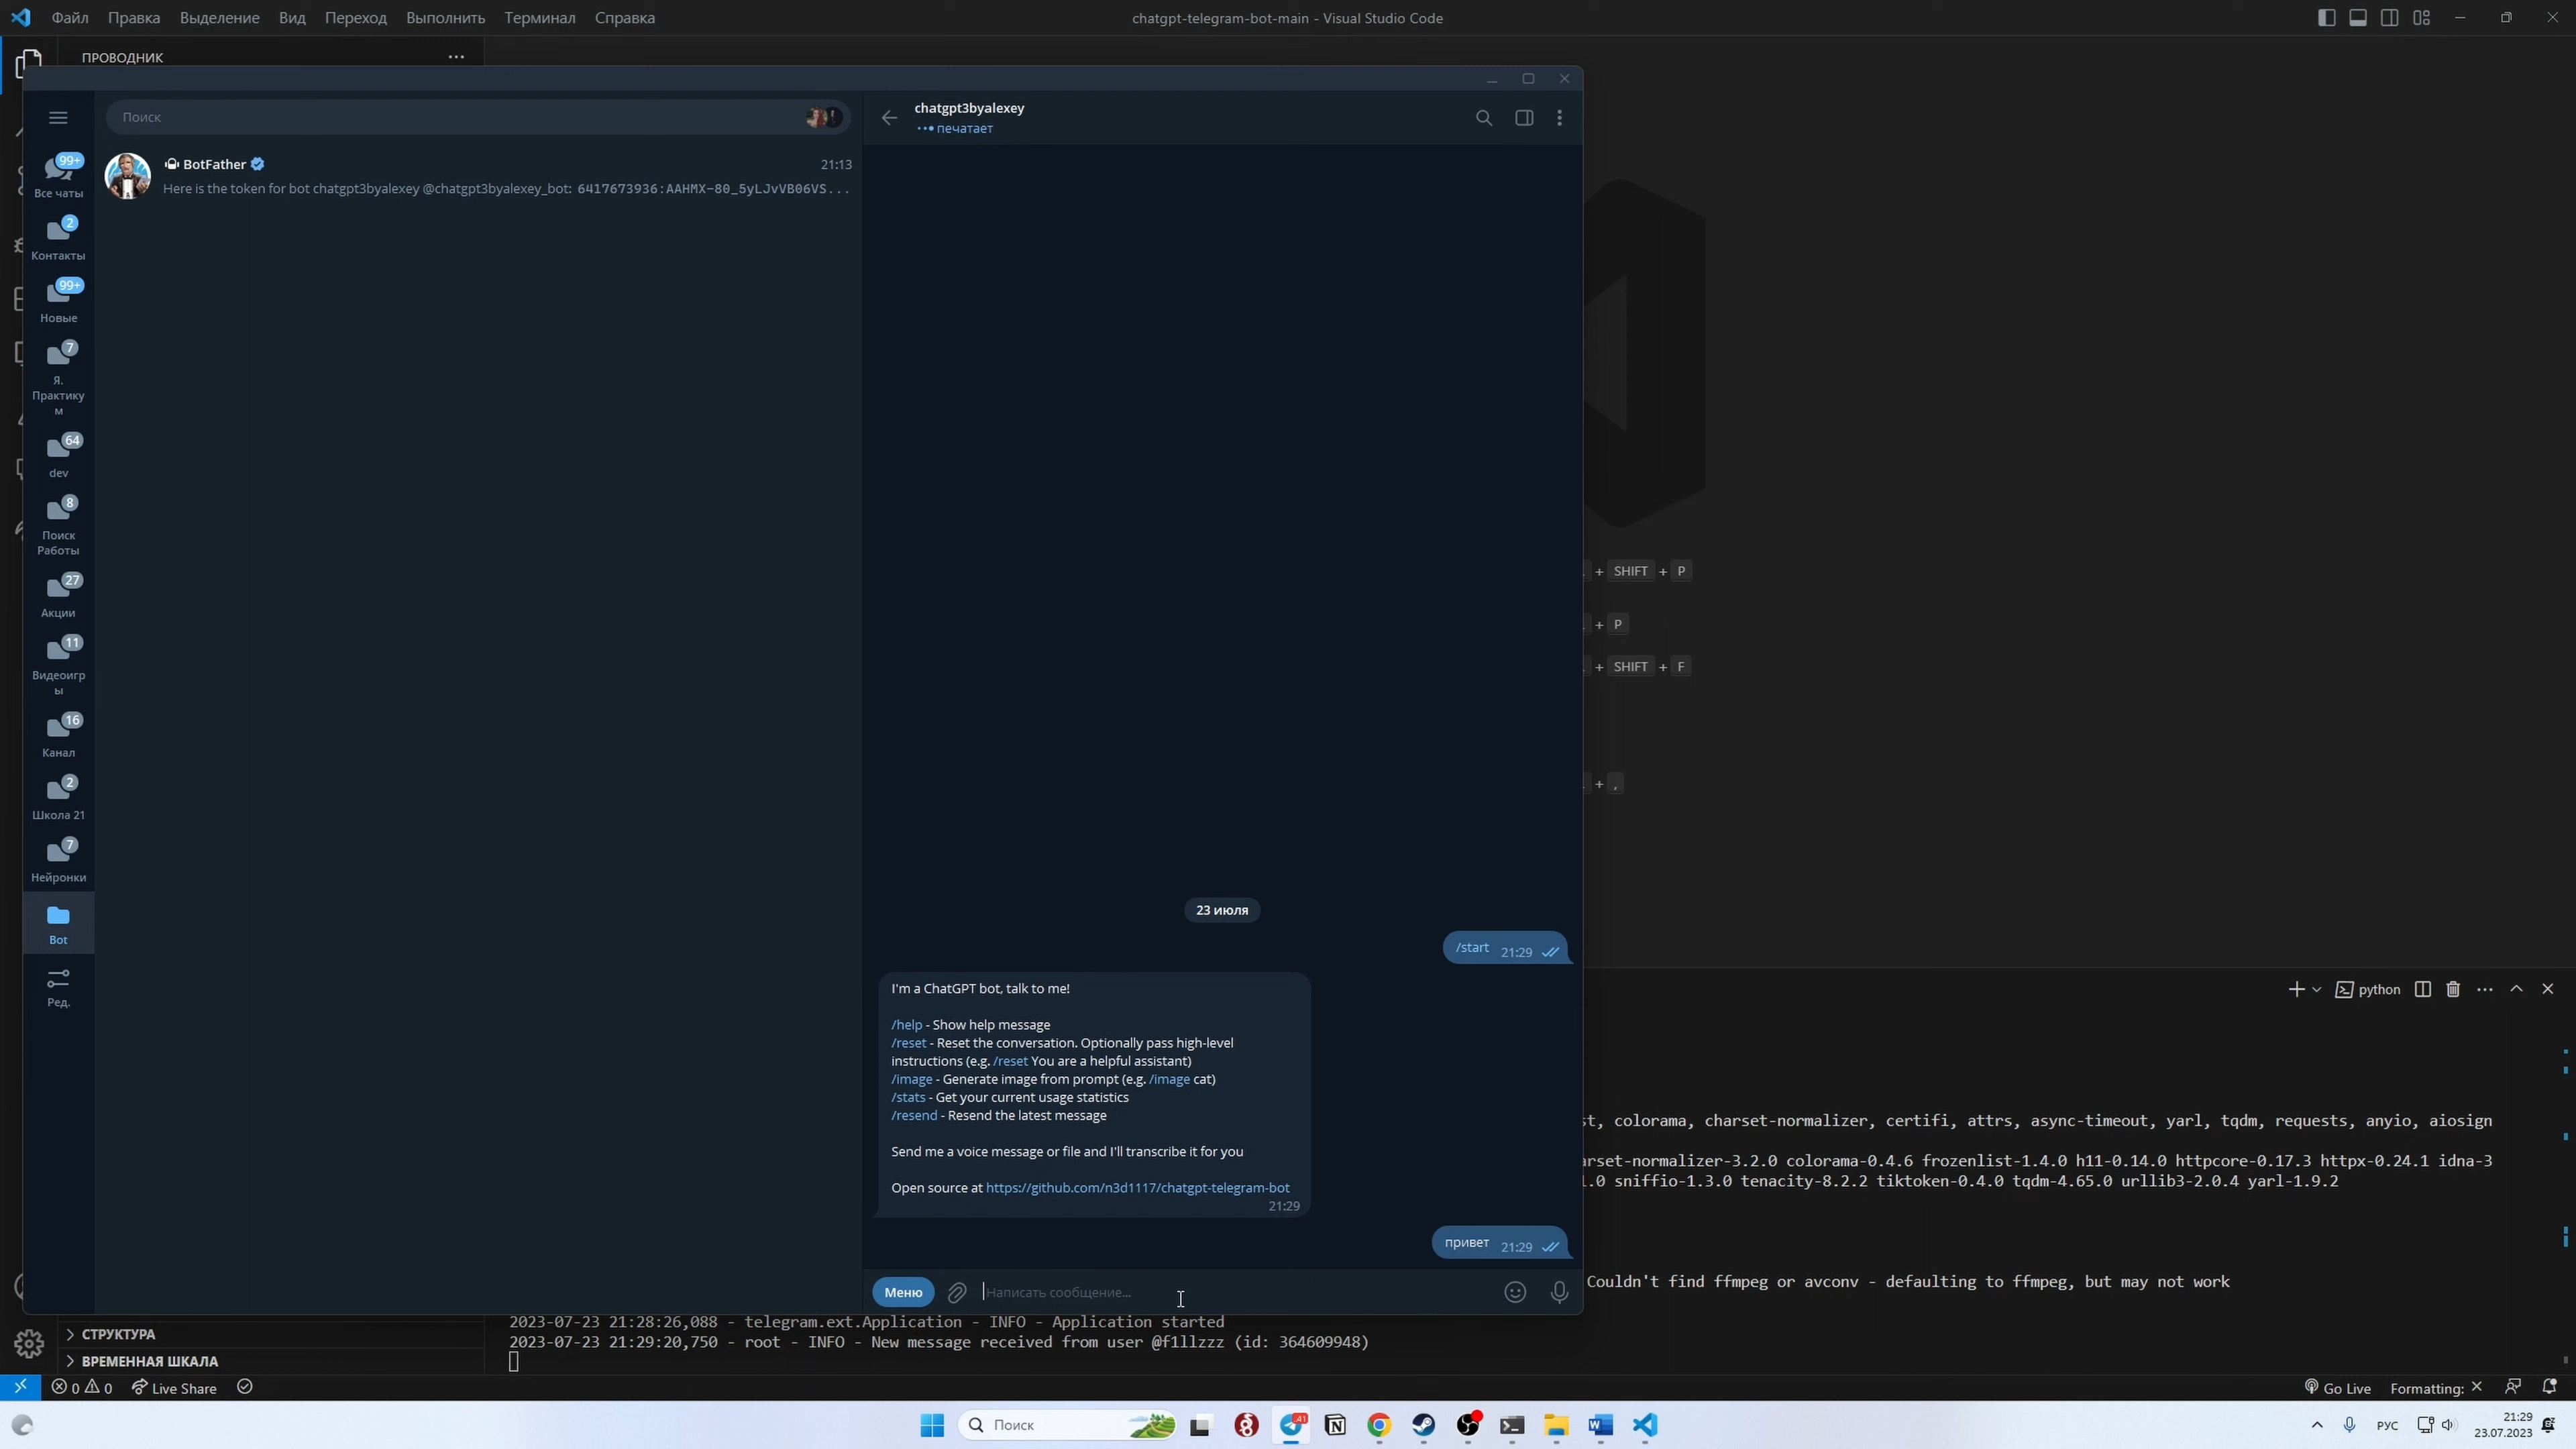 Файл Правка Выделение Вид Переход Выполнить Терминал Справка
chatgpt-telegram-bot-main - Visual Studio Code
ПРОВОДНИК
Поиск
BotFather
21:13
Here is the token for bot chatgpt3byalexey @chatgpt3byalexey_bot: 6417673936:AAHMX-80_5yLJvVB06VS...
99+
Все чаты
2
Контакты
99+
Новые
7
Я.
Практику
м
64
dev
8
Поиск
Работы
27
Акции
11
Видеоигр
ы
16
Канал
2
Школа 21
7
Нейронки
Bot
Ред.
chatgpt3byalexey
печатает
23 июля
/start 21:29
I'm a ChatGPT bot, talk to me!
/help - Show help message
/reset - Reset the conversation. Optionally pass high-level
instructions (e.g. /reset You are a helpful assistant)
/image - Generate image from prompt (e.g. /image cat)
/stats - Get your current usage statistics
/resend - Resend the latest message
Send me a voice message or file and I'll transcribe it for you
Open source at https://github.com/n3d1117/chatgpt-telegram-bot
21:29
привет 21:29
Меню
Написать сообщение...
+ SHIFT + P
+ P
+ SHIFT + F
+ ,
python
st, colorama, charset-normalizer, certifi, attrs, async-timeout, yarl, tqdm, requests, anyio, aiosign
arset-normalizer-3.2.0 colorama-0.4.6 frozenlist-1.4.0 h11-0.14.0 httpcore-0.17.3 httpx-0.24.1 idna-3
.0 sniffio-1.3.0 tenacity-8.2.2 tiktoken-0.4.0 tqdm-4.65.0 urllib3-2.0.4 yarl-1.9.2
Couldn't find ffmpeg or avconv - defaulting to ffmpeg, but may not work
2023-07-23 21:28:26,088 - telegram.ext.Application - INFO - Application started
2023-07-23 21:29:20,750 - root - INFO - New message received from user @f1llzzz (id: 364609948)
СТРУКТУРА
ВРЕМЕННАЯ ШКАЛА
0 0 Live Share
Go Live Formatting:
Поиск
41
РУС
21:29
23.07.2023